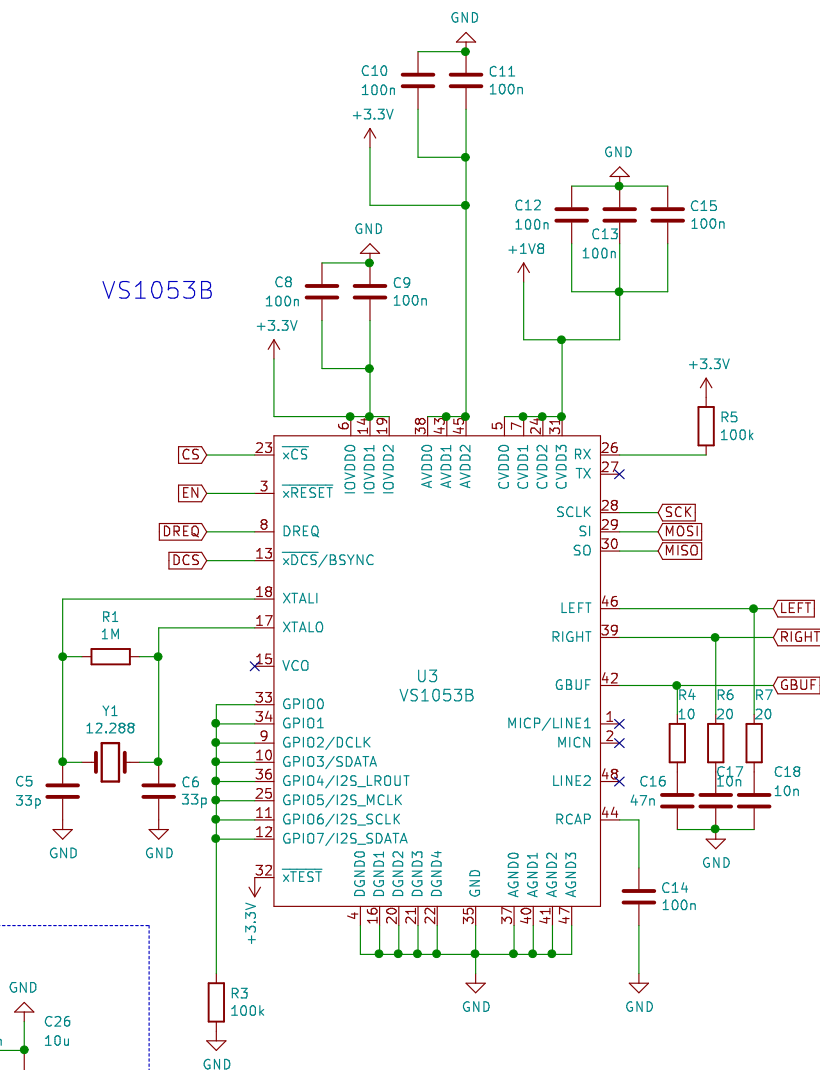 GND
C10
100n
C11
100n
+3.3V
GND
C12
100n
C13
100n
C15
100n
GND
+1V8
C8
100n
C9
100n
VS1053B
+3.3V
+3.3V
R5
100k
6
14
19
38
43
45
5
7
24
31
IOVDD0
IOVDD1
IOVDD2
AVDD0
AVDD1
AVDD2
CVDD0
CVDD1
CVDD2
CVDD3
CS
23
xCS
26
RX
27
TX
EN
3
xRESET
28
SCLK
SCK
DREQ
8
DREQ
29
SI
MOSI
30
SO
MISO
DCS
13
xDCS/BSYNC
18
XTALI
46
LEFT
LEFT
R1
1M
17
XTALO
39
RIGHT
RIGHT
15
VCO
U3
VS1053B
42
GBUF
GBUF
R4
10
R6
20
R7
20
33
GPIO0
34
GPIO1
9
GPIO2/DCLK
10
GPIO3/SDATA
36
GPIO4/I2S_LROUT
25
GPIO5/I2S_MCLK
11
GPIO6/I2S_SCLK
12
GPIO7/I2S_SDATA
Y1
12.288
1
MICP/LINE1
2
MICN
48
LINE2
C16
47n
C17
10n
C18
10n
C5
33p
C6
33p
44
RCAP
GND
GND
GND
32
xTEST
+3.3V
DGND0
DGND1
DGND2
DGND3
DGND4
GND
AGND0
AGND1
AGND2
AGND3
4
16
20
21
22
35
37
40
41
47
C14
100n
GND
GND
GND
C26
10u
R3
100k
GND